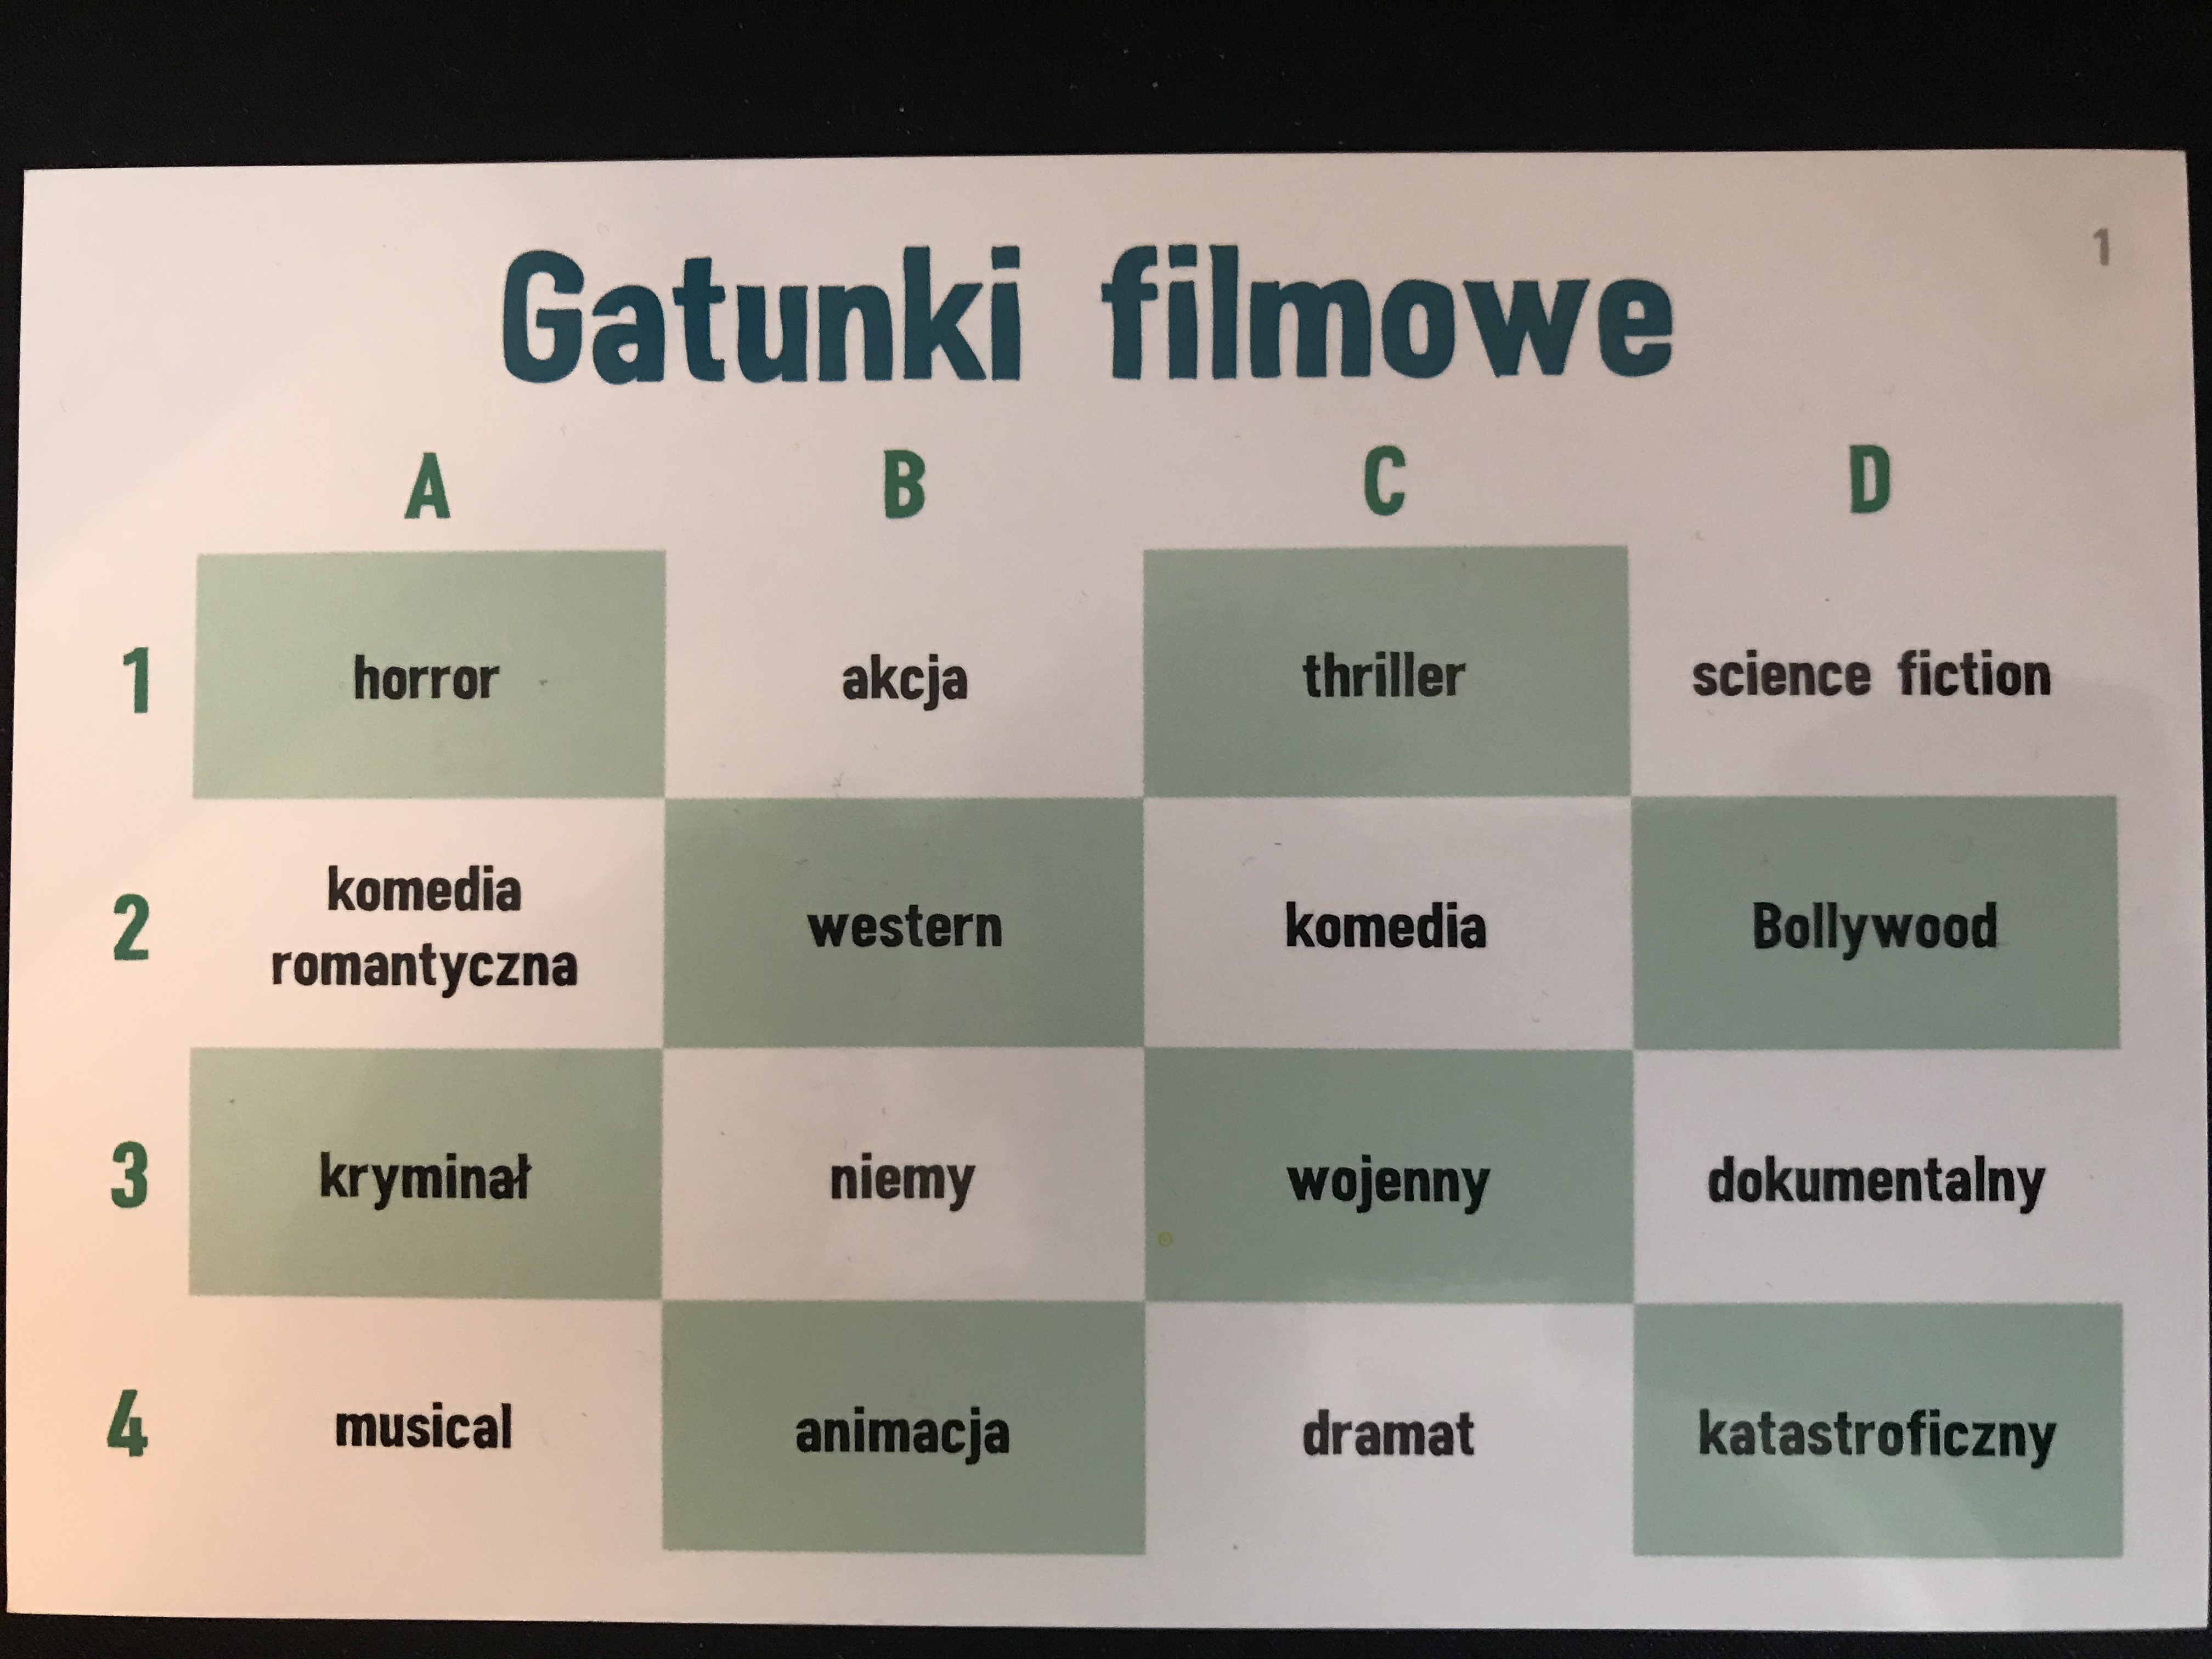 1
Gatunki filmowe
A B C D
1 horror akcja thriller science fiction
2 komedia romantyczna western komedia Bollywood
3 kryminał niemy wojenny dokumentalny
4 musical animacja dramat katastroficzny